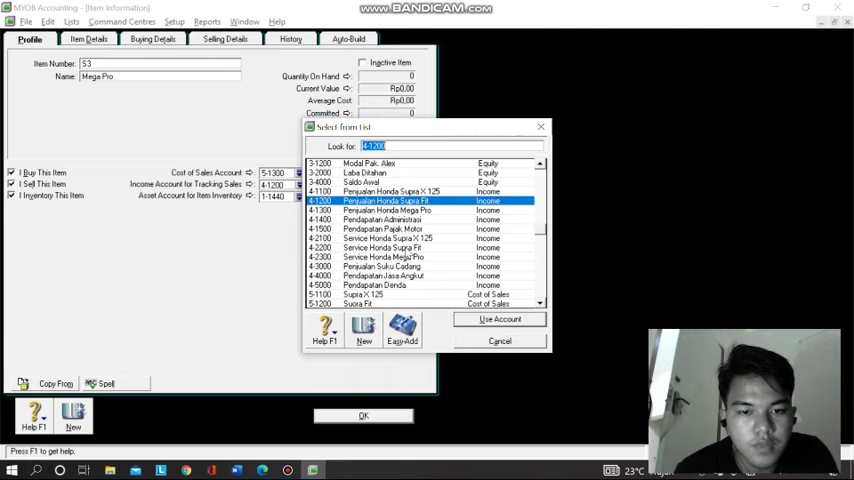 MYOB Accounting - [Item Information]
WWW.BANDICAM.COM
File Edit Lists Command Centres Setup Reports Window Help
Profile Item Details Buying Details Selling Details History Auto-Build
Item Number: S3
Name: Mega Pro
Inactive Item
Quantity On Hand 0
Current Value Rp0,00
Average Cost Rp0,00
Committed
I Buy This Item Cost of Sales Account: 5-1300
I Sell This Item Income Account for Tracking Sales: 4-1200
I Inventory This Item Asset Account for Item Inventory: 1-1440
Select from List
Look for: 4-1200
3-1200 Modal Pak. Alex Equity
3-2000 Laba Ditahan Equity
3-4000 Saldo Awal Equity
4-1100 Penjualan Honda Supra X 125 Income
4-1200 Penjualan Honda Supra Fit Income
4-1300 Penjualan Honda Mega Pro Income
4-1400 Pendapatan Administrasi Income
4-1500 Pendapatan Pajak Motor Income
4-2100 Service Honda Supra X 125 Income
4-2200 Service Honda Supra Fit Income
4-2300 Service Honda Mega Pro Income
4-3000 Penjualan Suku Cadang Income
4-4000 Pendapatan Jasa Angkut Income
4-5000 Pendapatan Denda Income
5-1100 Supra X 125 Cost of Sales
5-1200 Supra Fit Cost of Sales
Help F1 New Easy-Add
Use Account
Cancel
Copy From Spell
Help F1 New
OK
Press F1 to get help.
23°C